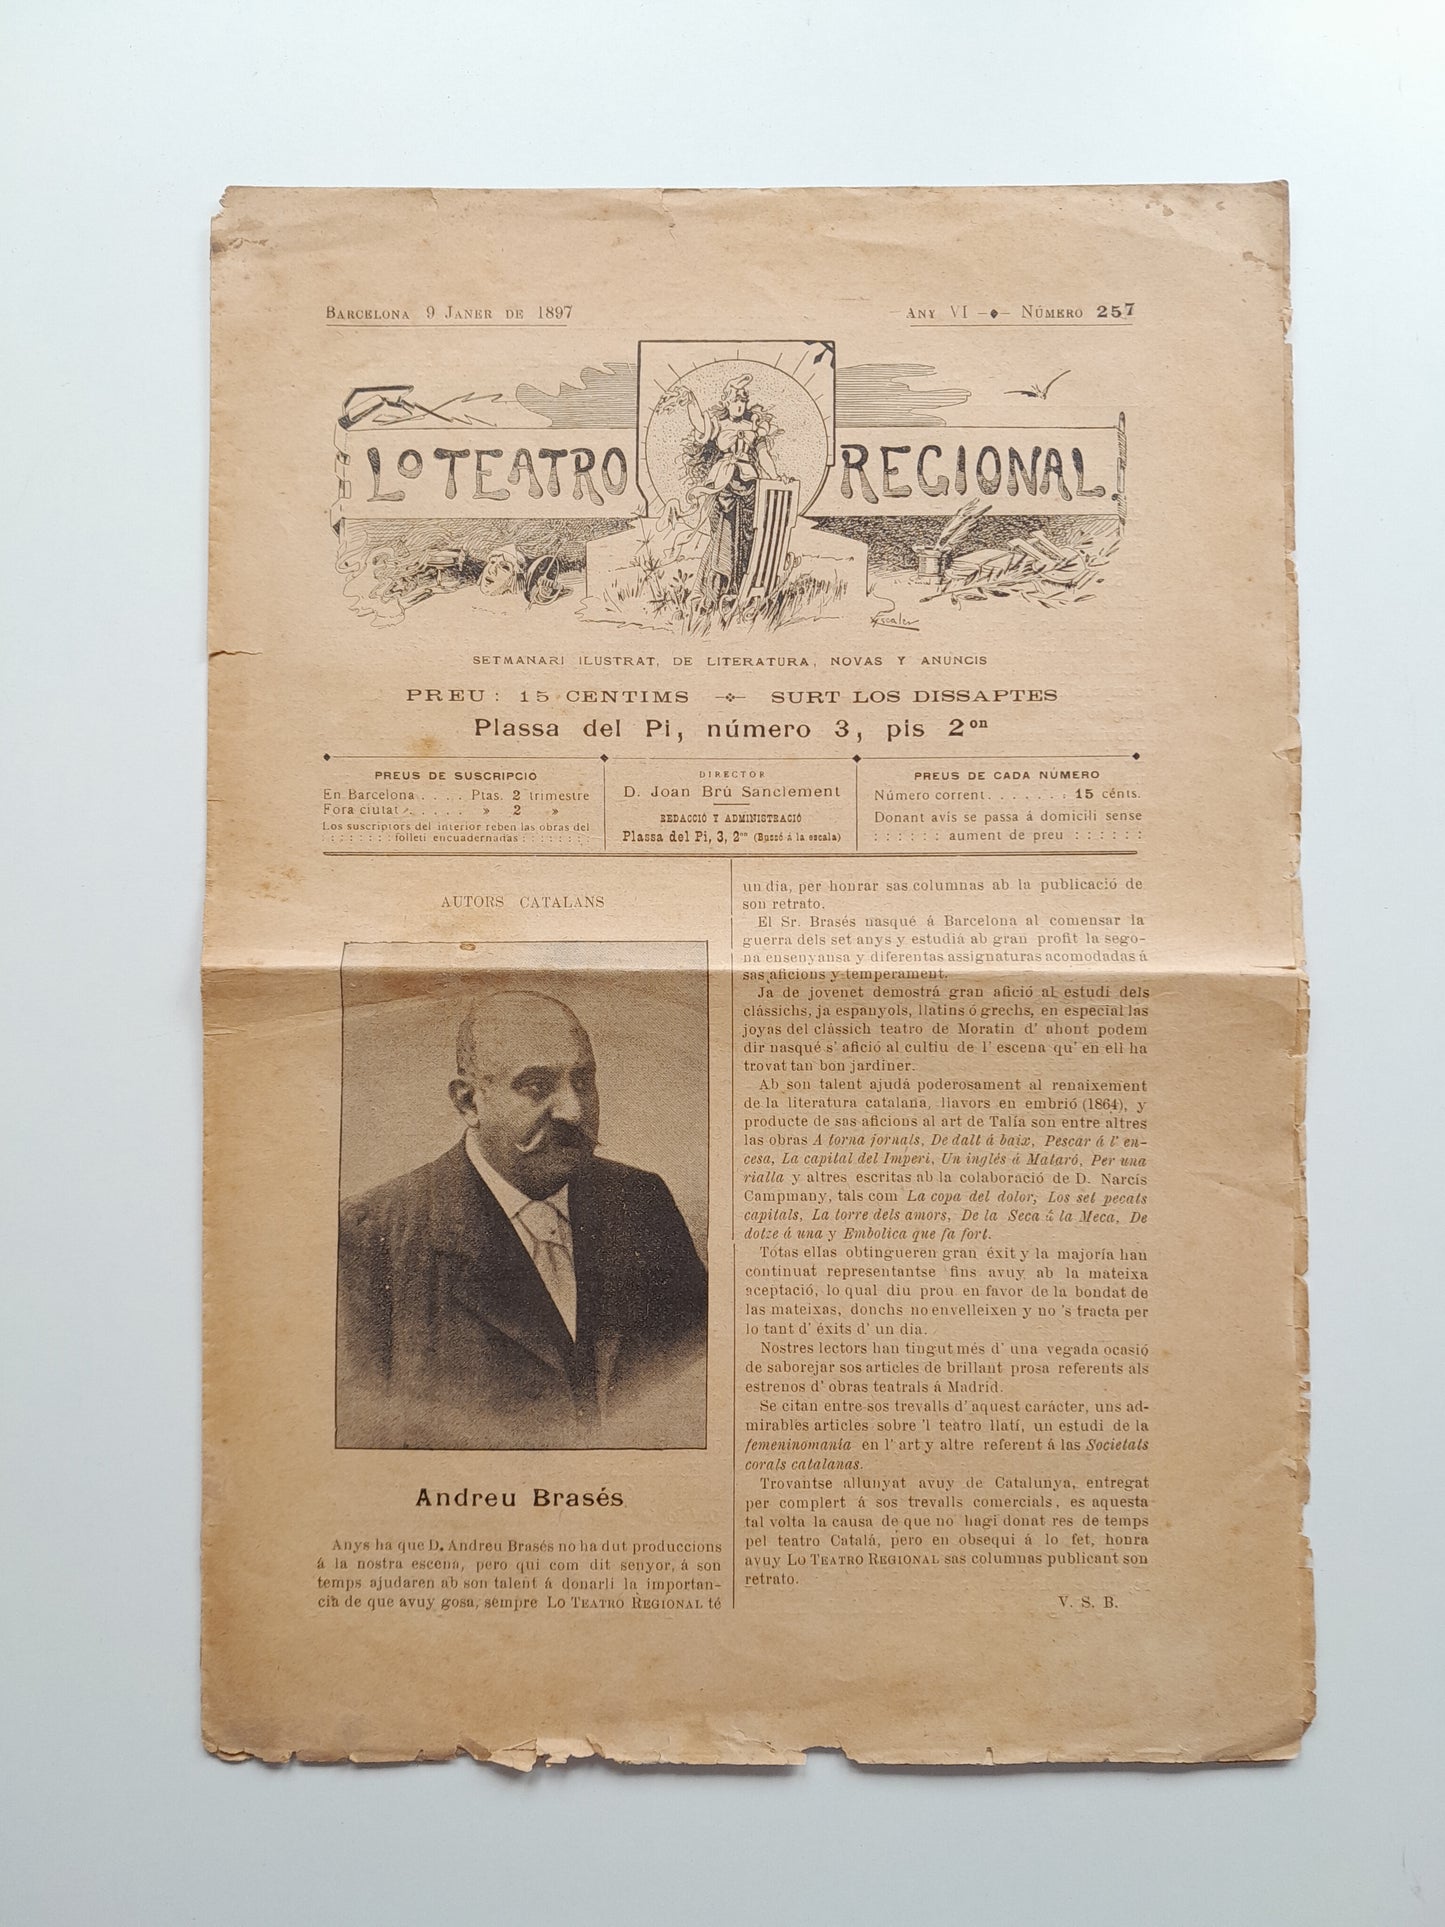 BARCELONA 9 JANER DE 1897
ANY VI NÚMERO 257
LO TEATRO REGIONAL
Escaler
SETMANARI ILUSTRAT, DE LITERATURA, NOVAS Y ANUNCIS
PREU: 15 CENTIMS SURT LOS DISSAPTES
Plassa del Pi, número 3, pis 2on
PREUS DE SUSCRIPCIÓ
En Barcelona . . . . Ptas. 2 trimestre
Fora ciutat . . . . . » 2 »
Los suscriptors del interior reben las obras del
: : : : : : : folletí encuadernadas : : : : : : : :
DIRECTOR
D. Joan Brú Sanclement
REDACCIÓ Y ADMINISTRACIÓ
Plassa del Pi, 3, 2on (Bussó á la escala)
PREUS DE CADA NÚMERO
Número corrent. . . . . . . : 15 cénts.
Donant avís se passa á domicili sense
: : : : : : aument de preu : : : : : :
AUTORS CATALANS
Andreu Brasés
Anys ha que D. Andreu Brasés no ha dut produccions
á la nostra escena, pero qui com dit senyor, á son
temps ajudaren ab son talent á donarli la importan-
cia de que avuy gosa, sempre LO TEATRO REGIONAL té
un dia, per honrar sas columnas ab la publicació de
son retrato.
El Sr. Brasés nasqué á Barcelona al comensar la
guerra dels set anys y estudiá ab gran profit la sego-
na ensenyansa y diferentas assignaturas acomodadas á
sas aficions y temperament.
Ja de jovenet demostrá gran afició al estudi dels
clássichs, ja espanyols, llatins ó grechs, en especial las
joyas del clássich teatro de Moratin d' ahont podem
dir nasqué s' afició al cultiu de l' escena qu' en ell ha
trovat tan bon jardiner.
Ab son talent ajudá poderosament al renaixement
de la literatura catalana, llavors en embrió (1864), y
producte de sas aficions al art de Talía son entre altres
las obras A torna jornals, De dalt á baix, Pescar á l' en-
cesa, La capital del Imperi, Un inglés á Mataró, Per una
rialla y altres escritas ab la colaboració de D. Narcís
Campmany, tals com La copa del dolor, Los set pecats
capitals, La torre dels amors, De la Seca á la Meca, De
dotze á una y Embolica que fa fort.
Totas ellas obtingueren gran éxit y la majoría han
continuat representantse fins avuy ab la mateixa
aceptació, lo qual diu prou en favor de la bondat de
las mateixas, donchs no envelleixen y no 's tracta per
lo tant d' éxits d' un dia.
Nostres lectors han tingut més d' una vegada ocasió
de saborejar sos articles de brillant prosa referents als
estrenos d' obras teatrals á Madrid.
Se citan entre sos trevalls d' aquest carácter, uns ad-
mirables articles sobre 'l teatro llatí, un estudi de la
femeninomanía en l' art y altre referent á las Societats
corals catalanas.
Trovantse allunyat avuy de Catalunya, entregat
per complert á sos trevalls comercials, es aquesta
tal volta la causa de que no hagi donat res de temps
pel teatro Catalá, pero en obsequi á lo fet, honra
avuy LO TEATRO REGIONAL sas columnas publicant son
retrato.
V. S. B.